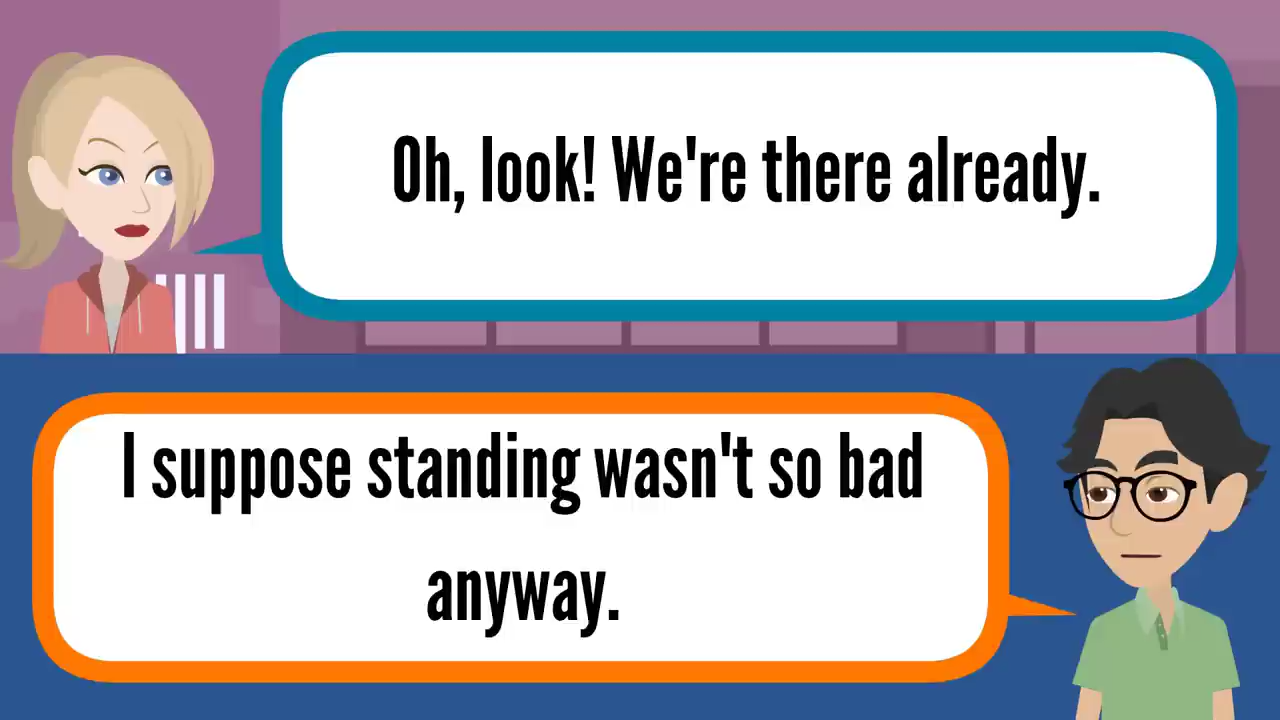 Oh, look! We're there already.
I suppose standing wasn't so bad
anyway.